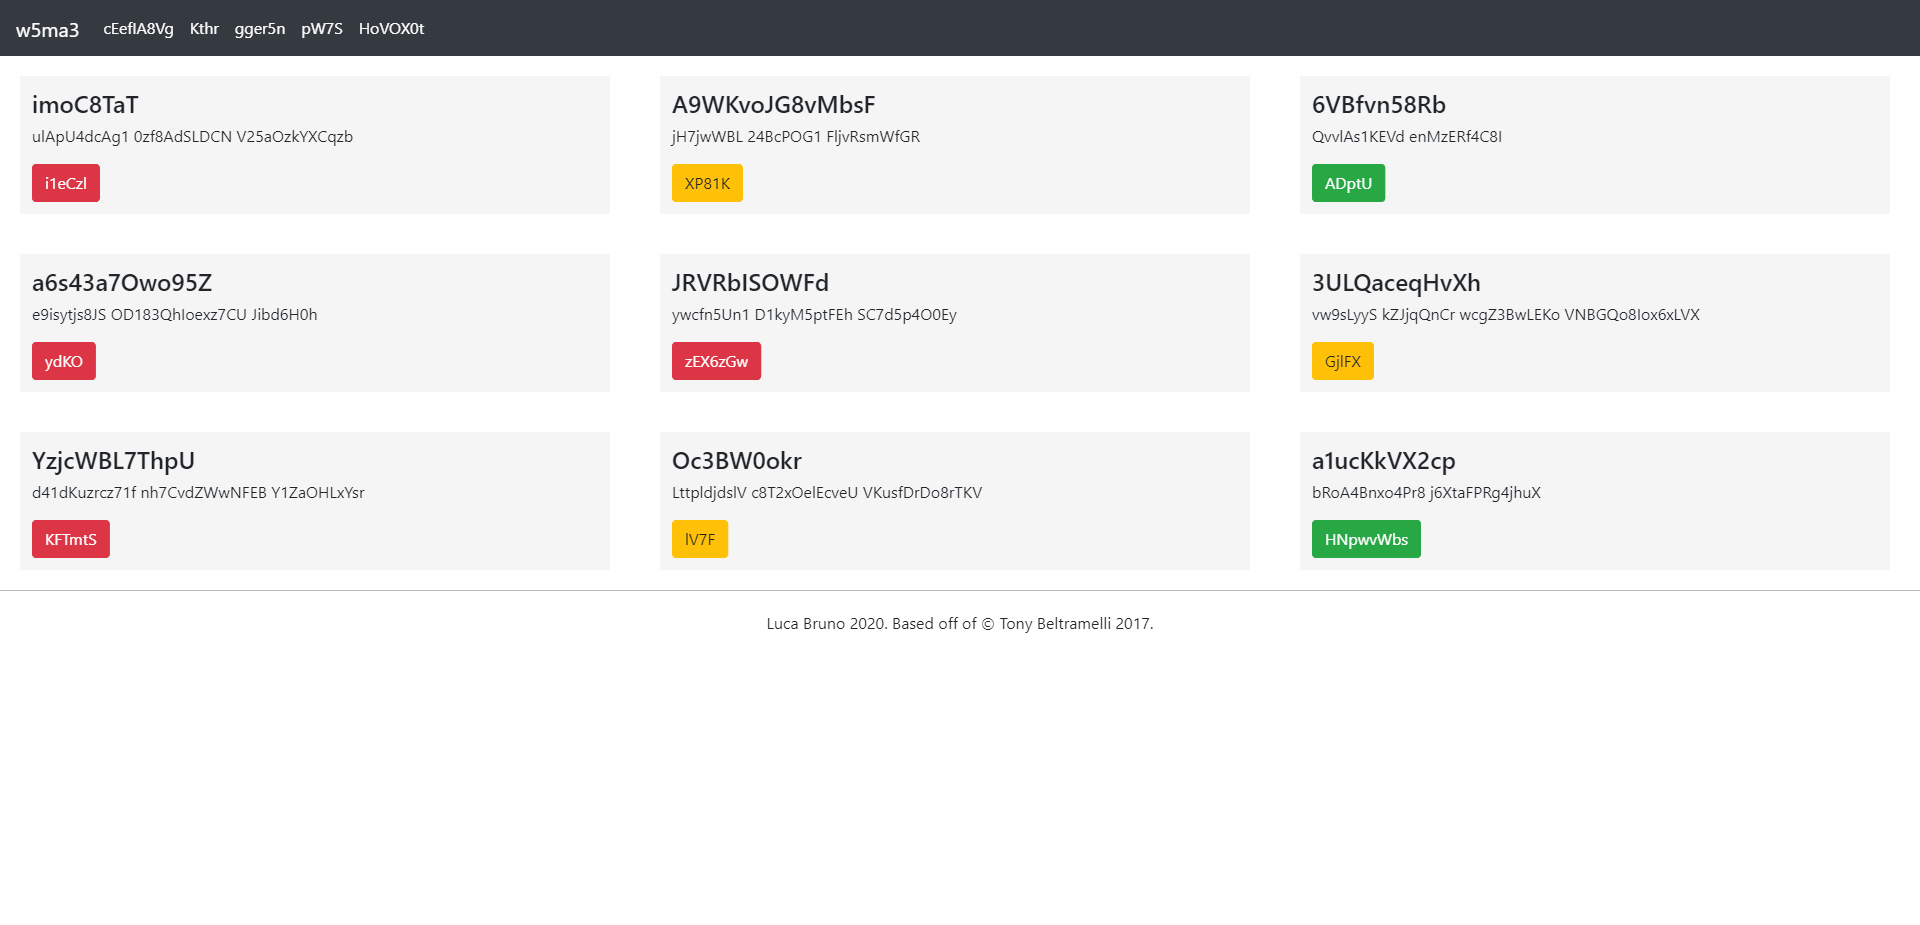 w5ma3 cEefIA8Vg Kthr gger5n pW7S HoVOX0t
imoC8TaT
ulApU4dcAg1 0zf8AdSLDCN V25aOzkYXCqzb
i1eCzl
A9WKvoJG8vMbsF
jH7jwWBL 24BcPOG1 FljvRsmWfGR
XP81K
6VBfvn58Rb
QvvlAs1KEVd enMzERf4C8I
ADptU
a6s43a7Owo95Z
e9isytjs8JS OD183QhIoexz7CU Jibd6H0h
ydKO
JRVRbISOWFd
ywcfn5Un1 D1kyM5ptFEh SC7d5p4O0Ey
zEX6zGw
3ULQaceqHvXh
vw9sLyyS kZJjqQnCr wcgZ3BwLEKo VNBGQo8Iox6xLVX
GjlFX
YzjcWBL7ThpU
d41dKuzrcz71f nh7CvdZWwNFEB Y1ZaOHLxYsr
KFTmtS
Oc3BW0okr
LttpldjdslV c8T2xOelEcveU VKusfDrDo8rTKV
lV7F
a1ucKkVX2cp
bRoA4Bnxo4Pr8 j6XtaFPRg4jhuX
HNpwvWbs
Luca Bruno 2020. Based off of © Tony Beltramelli 2017.